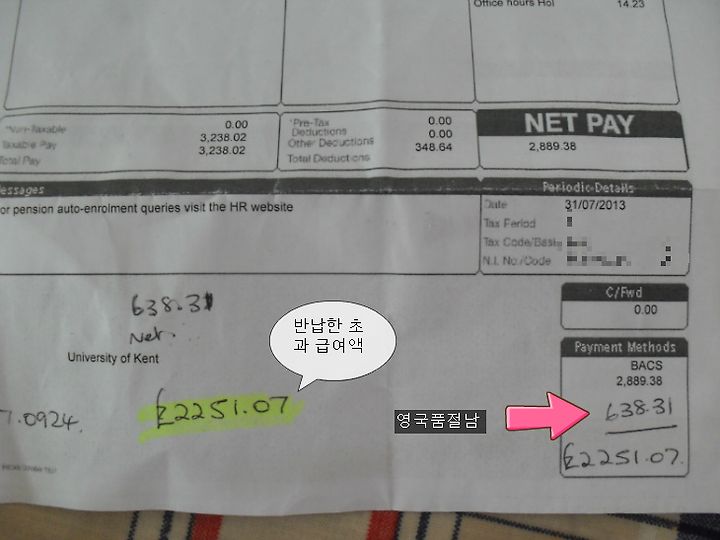 Office hours Hol 14.23
*Non-Taxable 0.00
Taxable Pay 3,238.02
Total Pay 3,238.02
*Pre-Tax 0.00
Deductions 0.00
Other Deductions 348.64
Total Deductions
NET PAY
2,889.38
Messages
or pension auto-enrolment queries visit the HR website
Periodic Details
Date 31/07/2013
Tax Period
Tax Code/Basis
N.I. No./Code
C/Fwd
0.00
638.31
Net.
University of Kent
반납한 초
과 급여액
£2251.07
7.0924.
Payment Methods
BACS
2,889.38
영국품절남
638.31
£2251.07.